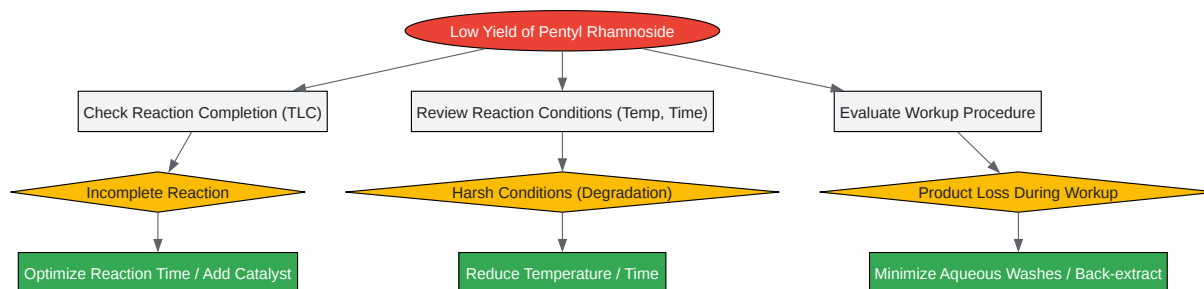 Low Yield of Pentyl Rhamnoside
Check Reaction Completion (TLC)
Review Reaction Conditions (Temp, Time)
Evaluate Workup Procedure
Incomplete Reaction
Harsh Conditions (Degradation)
Product Loss During Workup
Optimize Reaction Time / Add Catalyst
Reduce Temperature / Time
Minimize Aqueous Washes / Back-extract